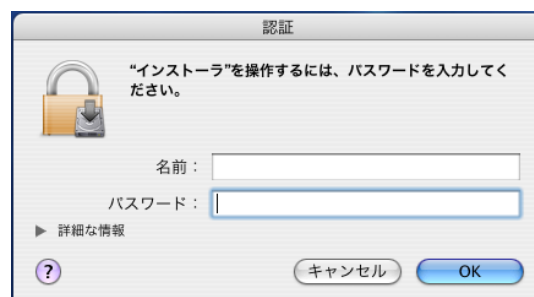 認証
“インストーラ”を操作するには、パスワードを入力してく
ださい。
名前：
パスワード：
▶ 詳細な情報
? キャンセル OK